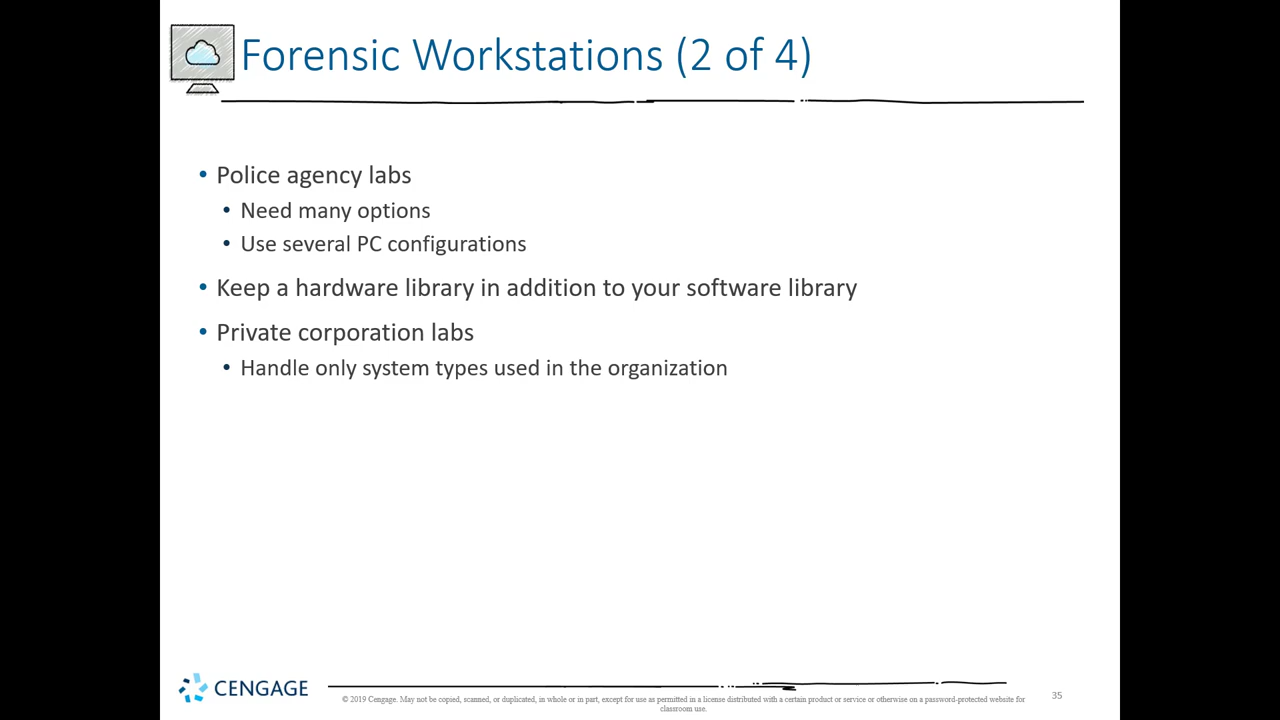 Forensic Workstations (2 of 4)
• Police agency labs
• Need many options
• Use several PC configurations
• Keep a hardware library in addition to your software library
• Private corporation labs
• Handle only system types used in the organization
CENGAGE
© 2019 Cengage. May not be copied, scanned, or duplicated, in whole or in part, except for use as permitted in a license distributed with a certain product or service or otherwise on a password-protected website for
classroom use.
35